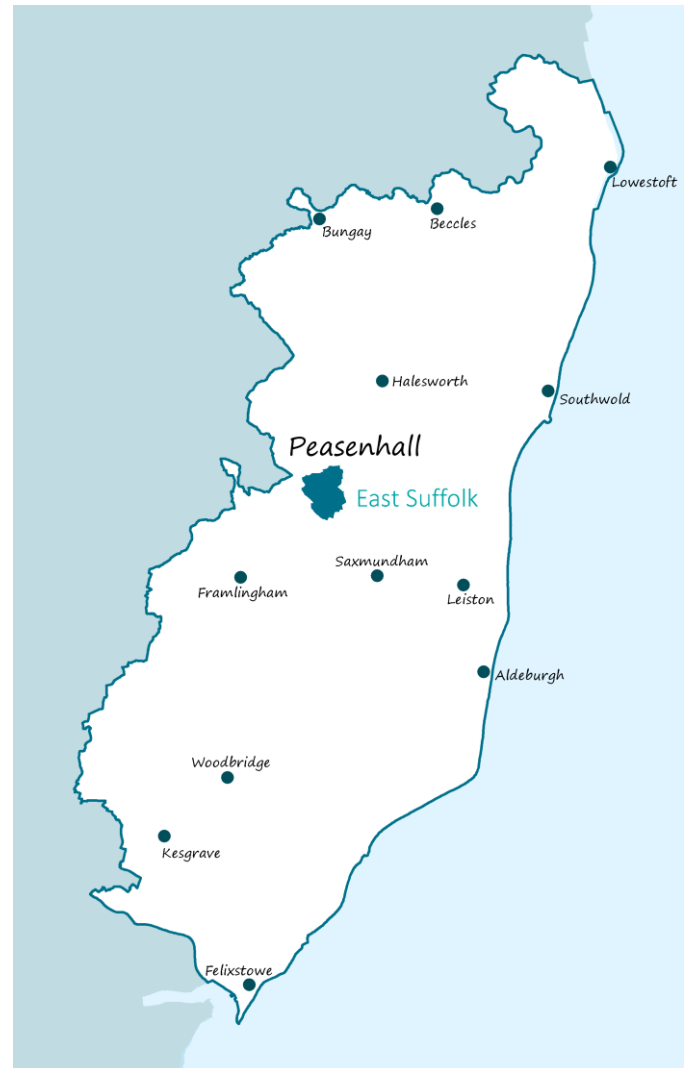 Lowestoft
Beccles
Bungay
Halesworth
Southwold
Peasenhall
East Suffolk
Saxmundham
Framlingham
Leiston
Aldeburgh
Woodbridge
Kesgrave
Felixstowe